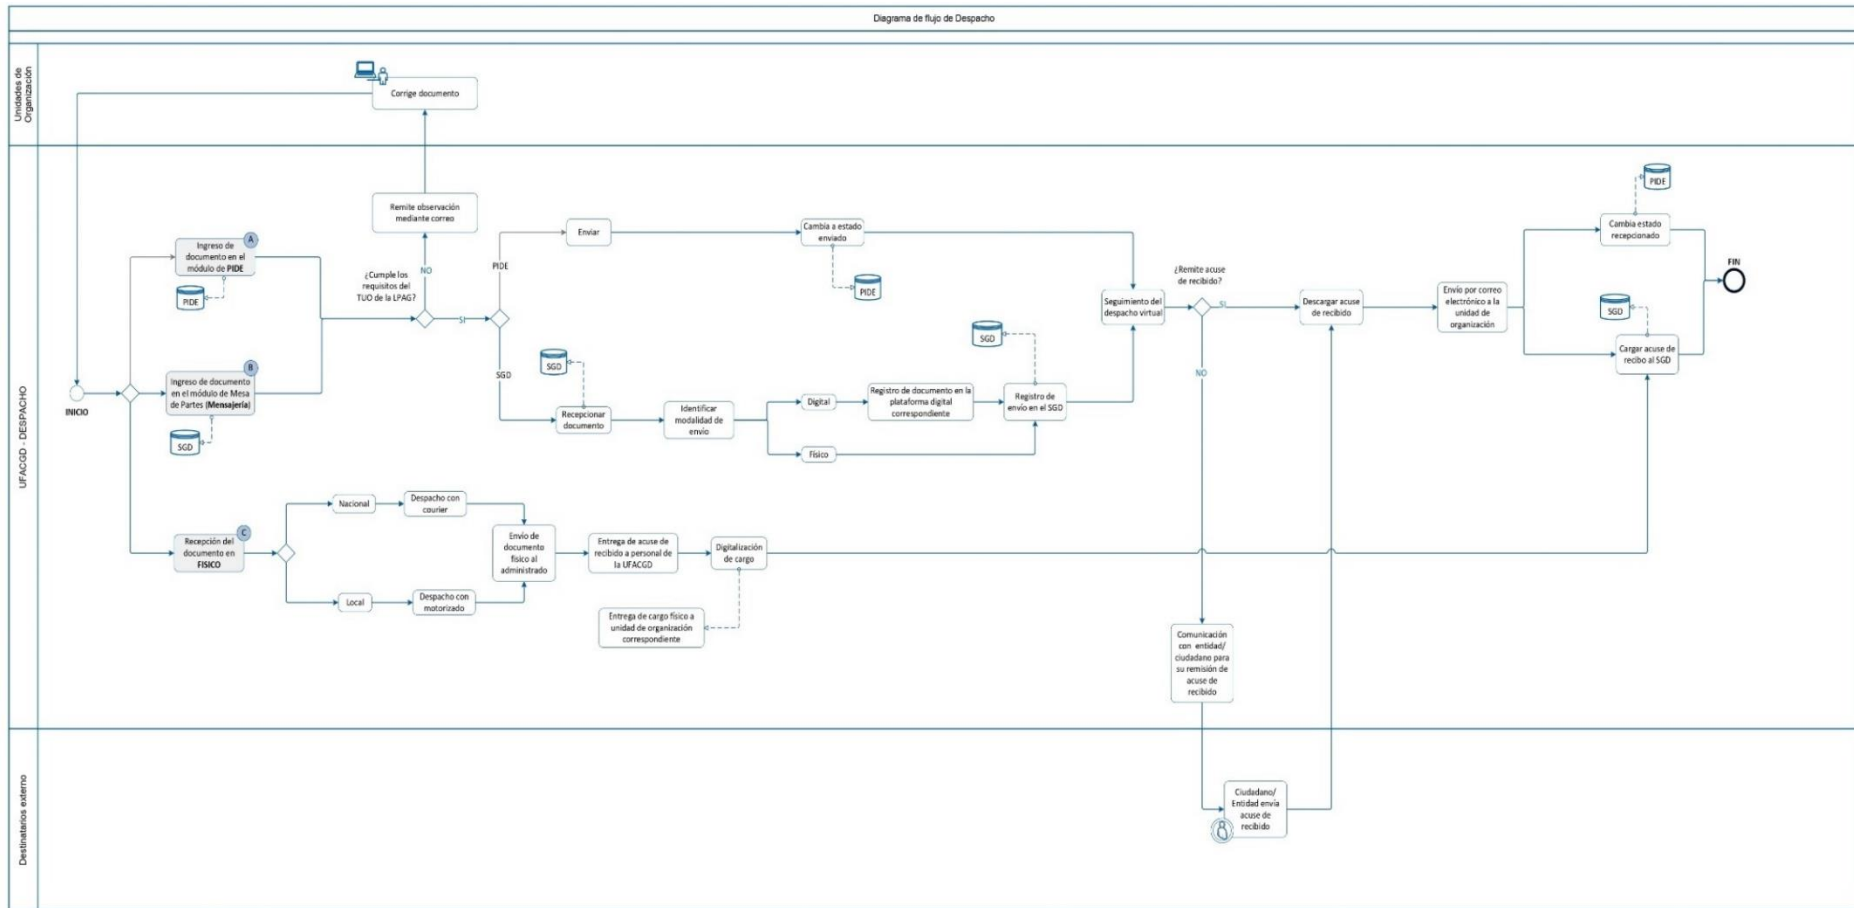 Diagrama de flujo de Despacho
Unidades de
Organización
Corrige documento
UFACGD - DESPACHO
Remite observación
mediante correo
NO
¿Cumple los
requisitos del
TUO de la LPAG?
SI
INICIO
A
Ingreso de
documento en el
módulo de PIDE
PIDE
B
Ingreso de documento
en el módulo de Mesa
de Partes (Mensajería)
SGD
C
Recepción del
documento en
FISICO
PIDE
Enviar
Cambia a estado
enviado
PIDE
SGD
SGD
Recepcionar
documento
Identificar
modalidad de
envío
Digital
Registro de documento en la
plataforma digital
correspondiente
Físico
SGD
Registro de
envío en el SGD
Seguimiento del
despacho virtual
¿Remite acuse
de recibido?
SI
NO
Descargar acuse
de recibido
Envío por correo
electrónico a la
unidad de
organización
PIDE
Cambia estado
recepcionado
SGD
Cargar acuse de
recibo al SGD
FIN
Nacional
Despacho con
courier
Local
Despacho con
motorizado
Envío de
documento
físico al
administrado
Entrega de acuse de
recibido a personal de
la UFACGD
Digitalización
de cargo
Entrega de cargo físico a
unidad de organización
correspondiente
Comunicación
con entidad/
ciudadano para
su remisión de
acuse de
recibido
Destinatarios externo
Ciudadano/
Entidad envía
acuse de
recibido